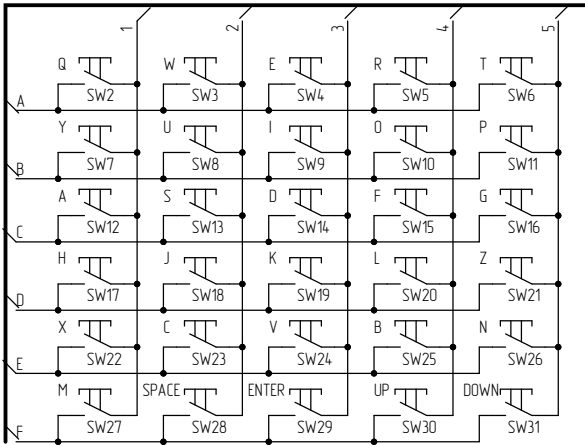 1 2 3 4 5
Q W E R T
SW2 SW3 SW4 SW5 SW6
A
Y U I O P
SW7 SW8 SW9 SW10 SW11
B
A S D F G
SW12 SW13 SW14 SW15 SW16
C
H J K L Z
SW17 SW18 SW19 SW20 SW21
D
X C V B N
SW22 SW23 SW24 SW25 SW26
E
M SPACE ENTER UP DOWN
SW27 SW28 SW29 SW30 SW31
F